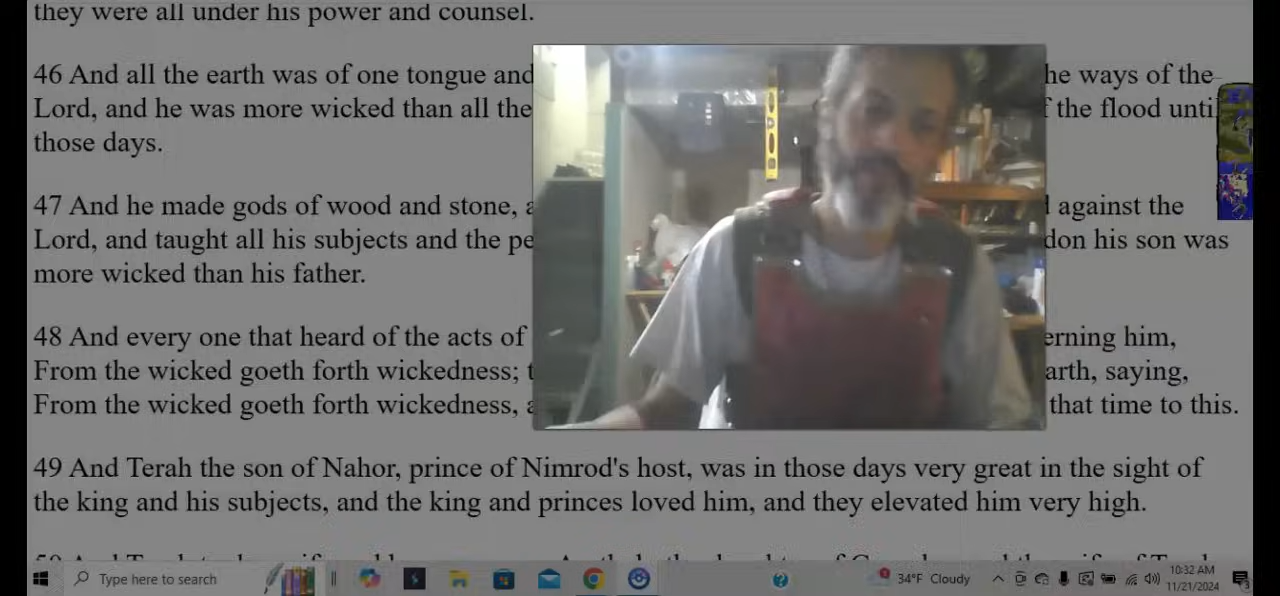 they were all under his power and counsel.
46 And all the earth was of one tongue and he ways of the
Lord, and he was more wicked than all the f the flood until
those days.
47 And he made gods of wood and stone, a l against the
Lord, and taught all his subjects and the pe don his son was
more wicked than his father.
48 And every one that heard of the acts of erning him,
From the wicked goeth forth wickedness; t arth, saying,
From the wicked goeth forth wickedness, a that time to this.
49 And Terah the son of Nahor, prince of Nimrod's host, was in those days very great in the sight of
the king and his subjects, and the king and princes loved him, and they elevated him very high.
Type here to search
34°F Cloudy
10:32 AM
11/21/2024